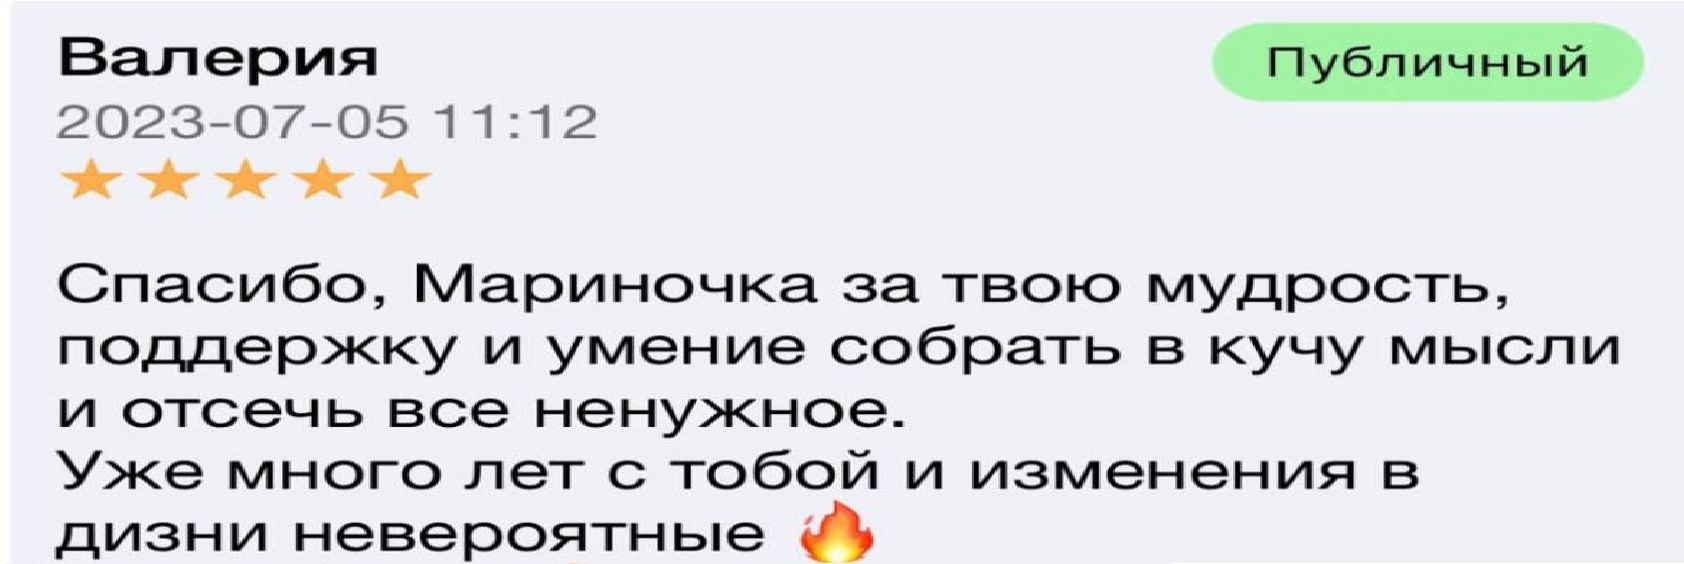 Валерия
Публичный
2023-07-05 11:12
Спасибо, Мариночка за твою мудрость,
поддержку и умение собрать в кучу мысли
и отсечь все ненужное.
Уже много лет с тобой и изменения в
дизни невероятные 🔥